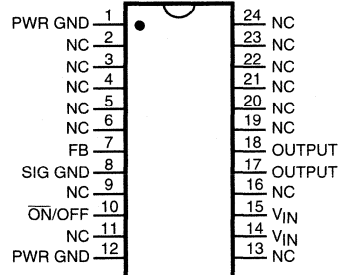 PWR GND 1 24 NC
NC 2 23 NC
NC 3 22 NC
NC 4 21 NC
NC 5 20 NC
NC 6 19 NC
FB 7 18 OUTPUT
SIG GND 8 17 OUTPUT
NC 9 16 NC
O̅N̅/OFF 10 15 VIN
NC 11 14 VIN
PWR GND 12 13 NC